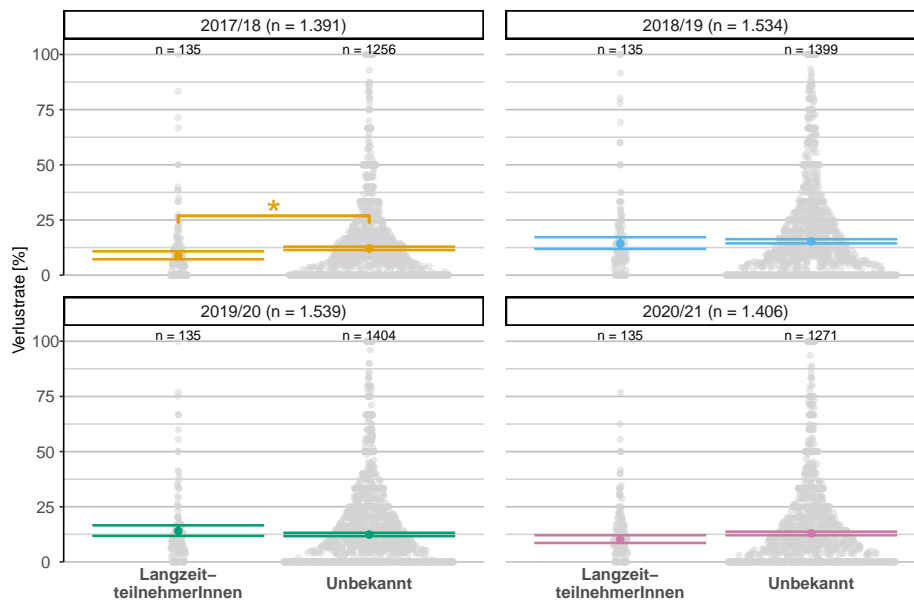 2017/18 (n = 1.391)
2018/19 (n = 1.534)
n = 135
n = 1256
n = 135
n = 1399
100
75
50
25
0
*
2019/20 (n = 1.539)
2020/21 (n = 1.406)
n = 135
n = 1404
n = 135
n = 1271
100
75
50
25
0
Verlustrate [%]
Langzeit–
teilnehmerInnen
Unbekannt
Langzeit–
teilnehmerInnen
Unbekannt